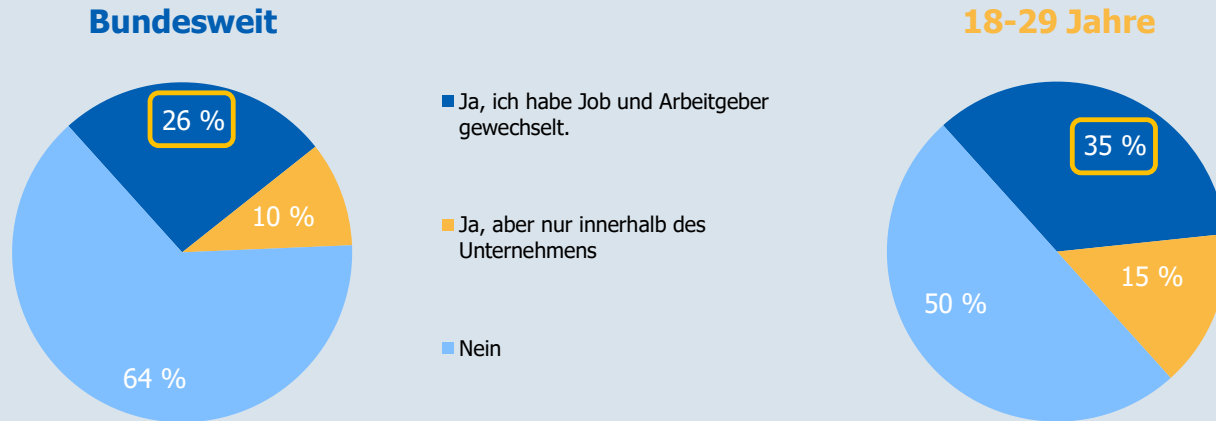 Bundesweit
18-29 Jahre
26 %
10 %
64 %
Ja, ich habe Job und Arbeitgeber
gewechselt.
Ja, aber nur innerhalb des
Unternehmens
Nein
35 %
15 %
50 %